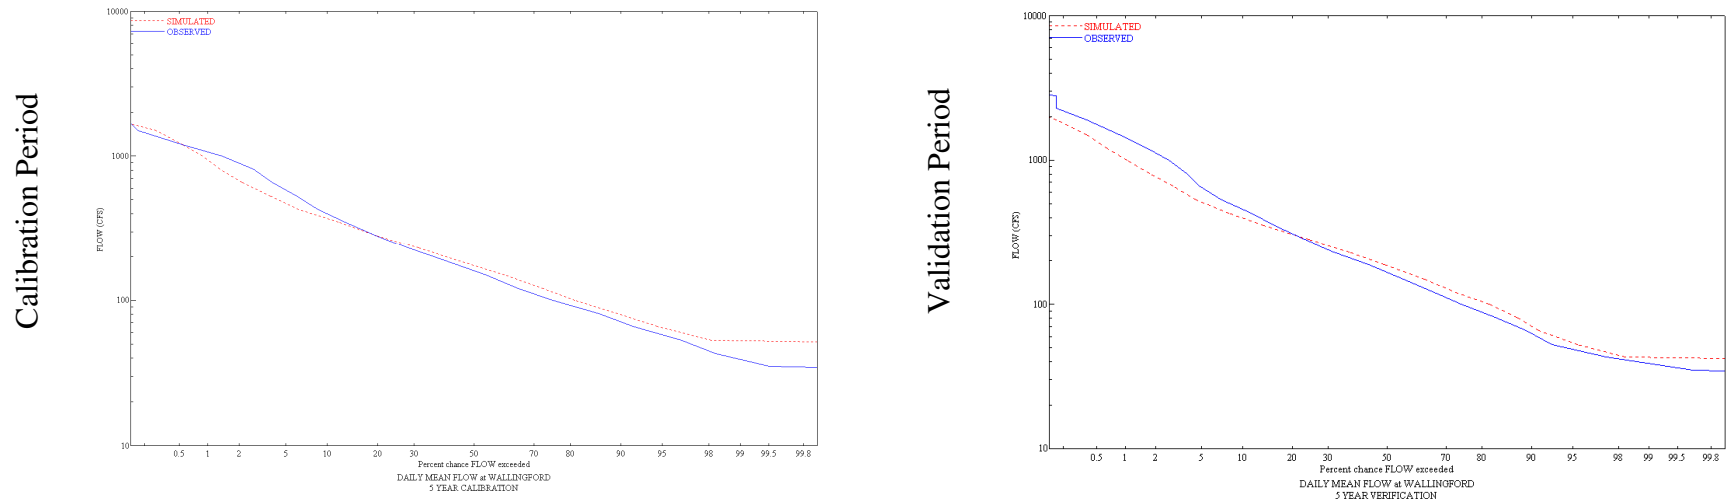 Calibration Period
10000
SIMULATED
OBSERVED
1000
FLOW (CFS)
100
10
0.5 1 2 5 10 20 30 50 70 80 90 95 98 99 99.5 99.8
Percent chance FLOW exceeded
DAILY MEAN FLOW at WALLINGFORD
5 YEAR CALIBRATION
Validation Period
10000
SIMULATED
OBSERVED
1000
FLOW (CFS)
100
10
0.5 1 2 5 10 20 30 50 70 80 90 95 98 99 99.5 99.8
Percent chance FLOW exceeded
DAILY MEAN FLOW at WALLINGFORD
5 YEAR VERIFICATION